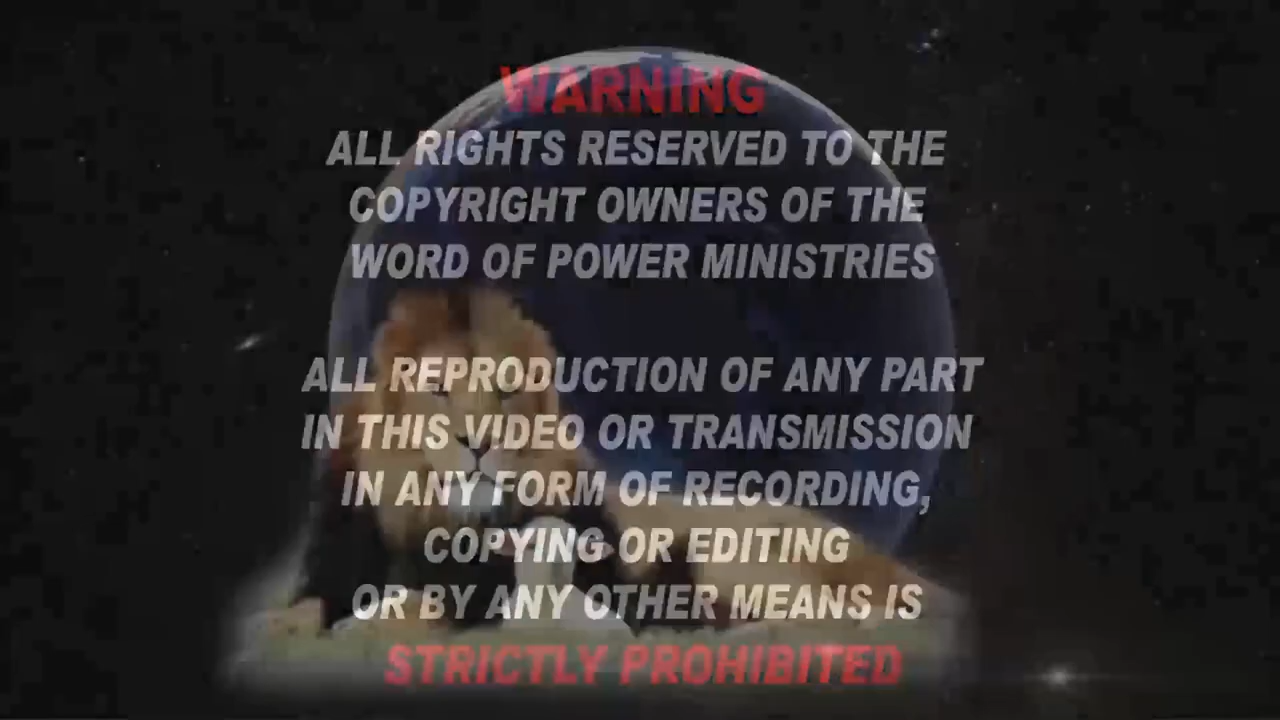 WARNING
ALL RIGHTS RESERVED TO THE
COPYRIGHT OWNERS OF THE
WORD OF POWER MINISTRIES
ALL REPRODUCTION OF ANY PART
IN THIS VIDEO OR TRANSMISSION
IN ANY FORM OF RECORDING,
COPYING OR EDITING
OR BY ANY OTHER MEANS IS
STRICTLY PROHIBITED